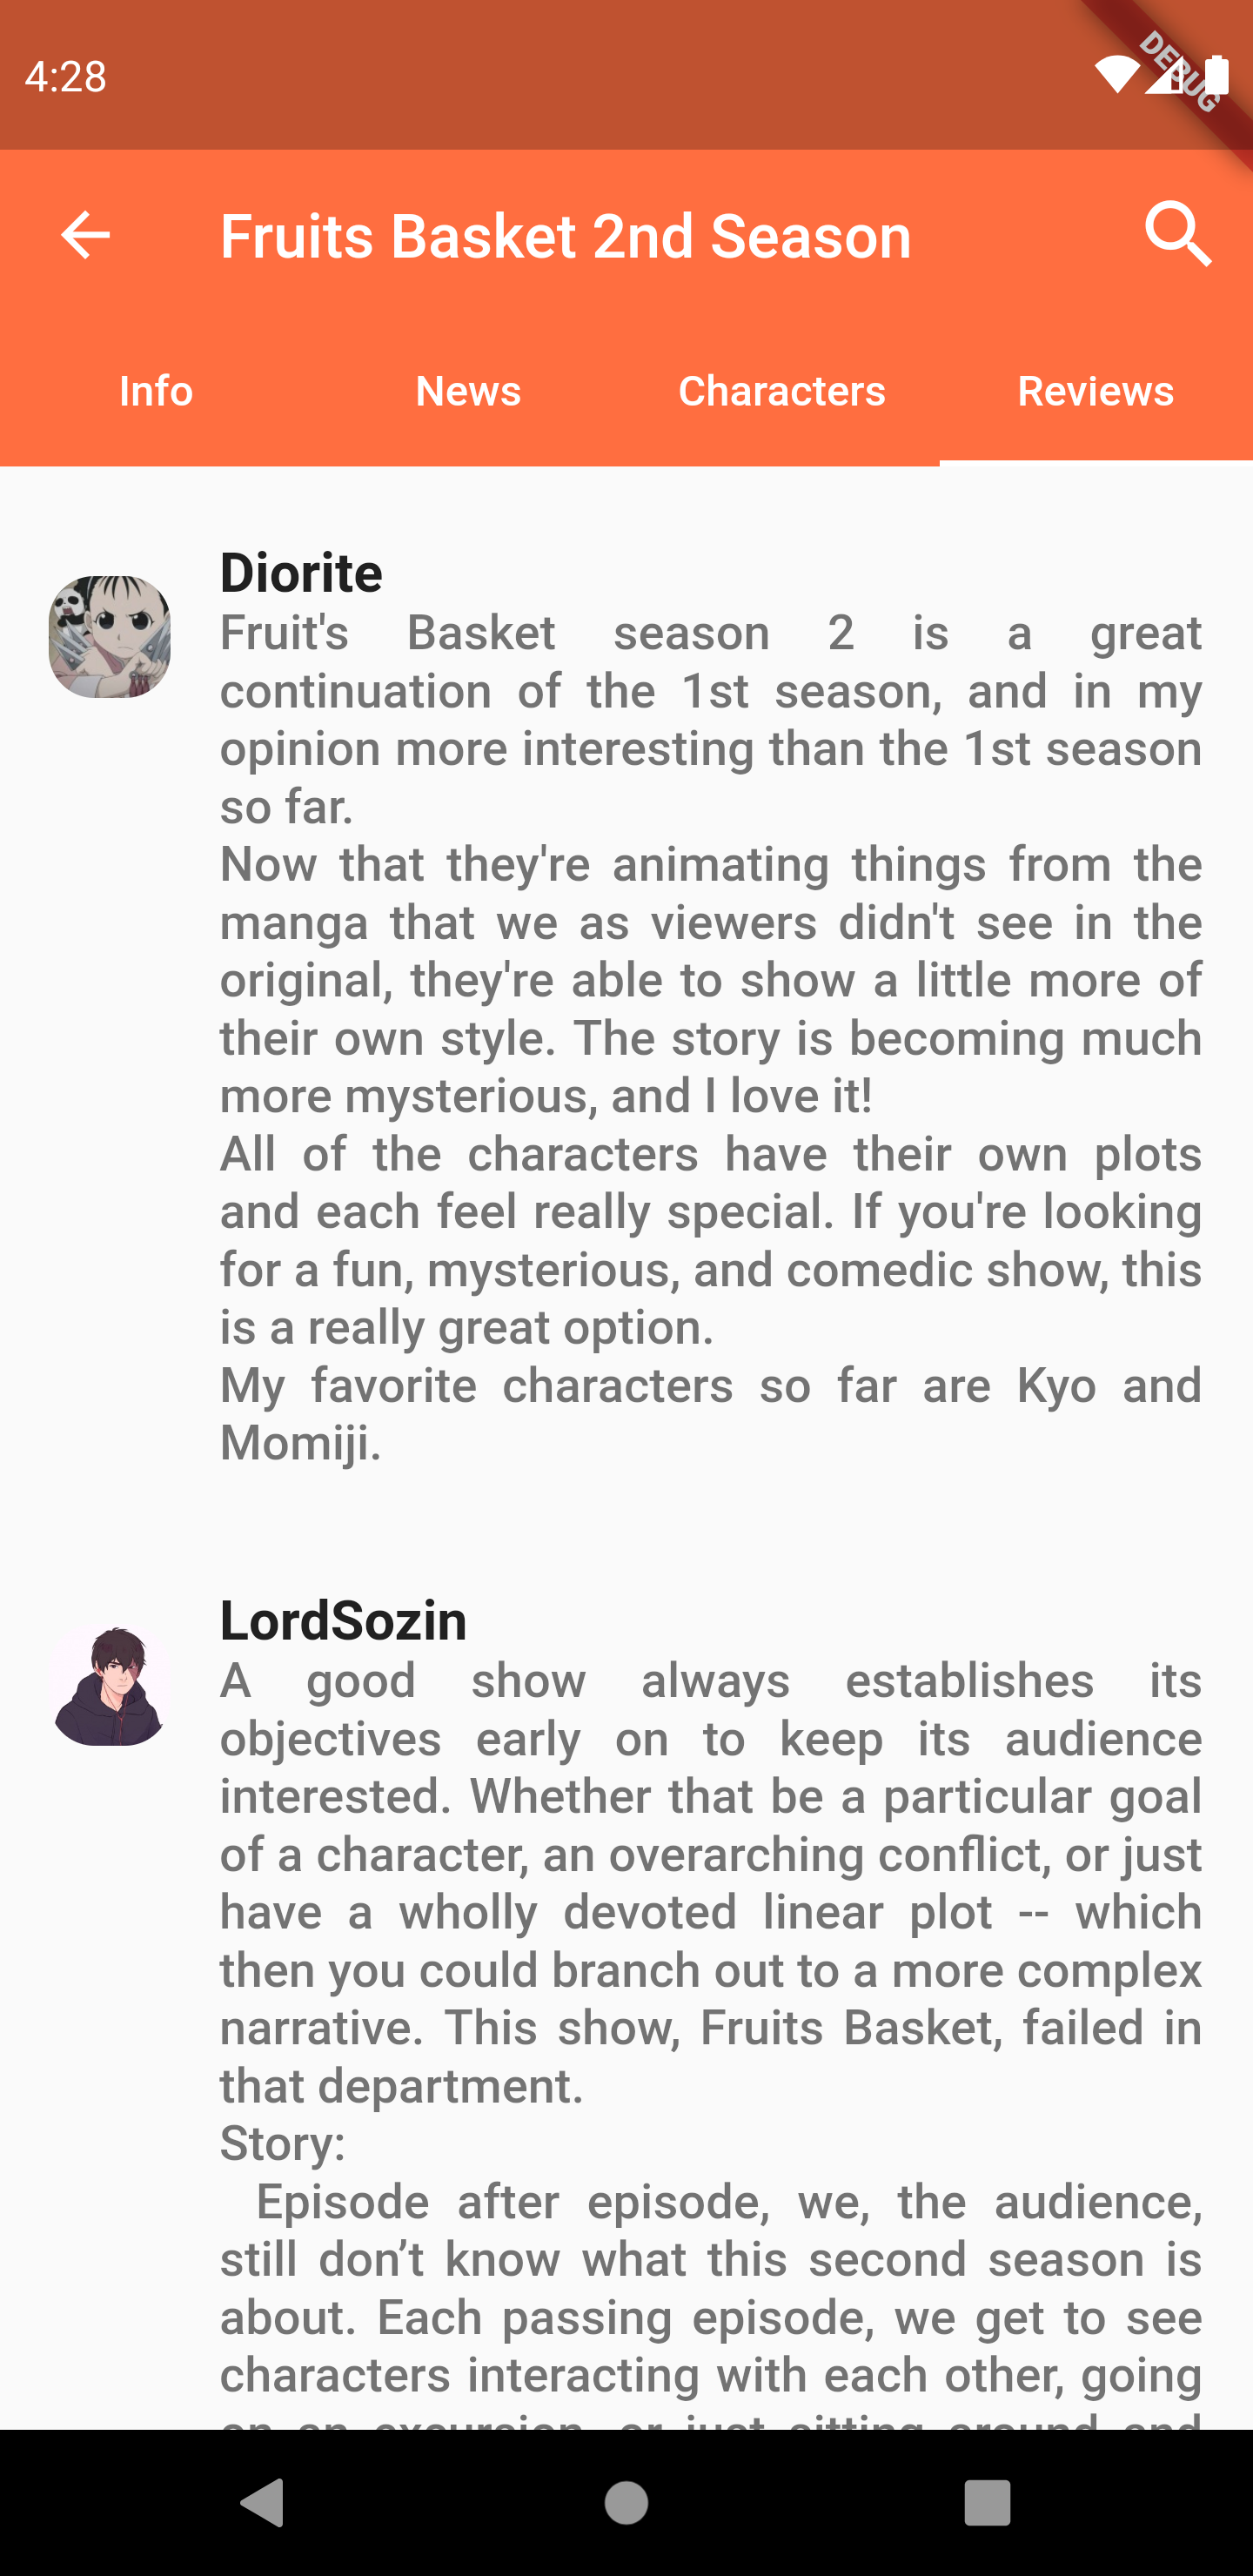 4:28
DEBUG
Fruits Basket 2nd Season
Info
News
Characters
Reviews
Diorite
Fruit's Basket season 2 is a great
continuation of the 1st season, and in my
opinion more interesting than the 1st season
so far.
Now that they're animating things from the
manga that we as viewers didn't see in the
original, they're able to show a little more of
their own style. The story is becoming much
more mysterious, and I love it!
All of the characters have their own plots
and each feel really special. If you're looking
for a fun, mysterious, and comedic show, this
is a really great option.
My favorite characters so far are Kyo and
Momiji.
LordSozin
A good show always establishes its
objectives early on to keep its audience
interested. Whether that be a particular goal
of a character, an overarching conflict, or just
have a wholly devoted linear plot -- which
then you could branch out to a more complex
narrative. This show, Fruits Basket, failed in
that department.
Story:
Episode after episode, we, the audience,
still don’t know what this second season is
about. Each passing episode, we get to see
characters interacting with each other, going
on an excursion, or just sitting around and